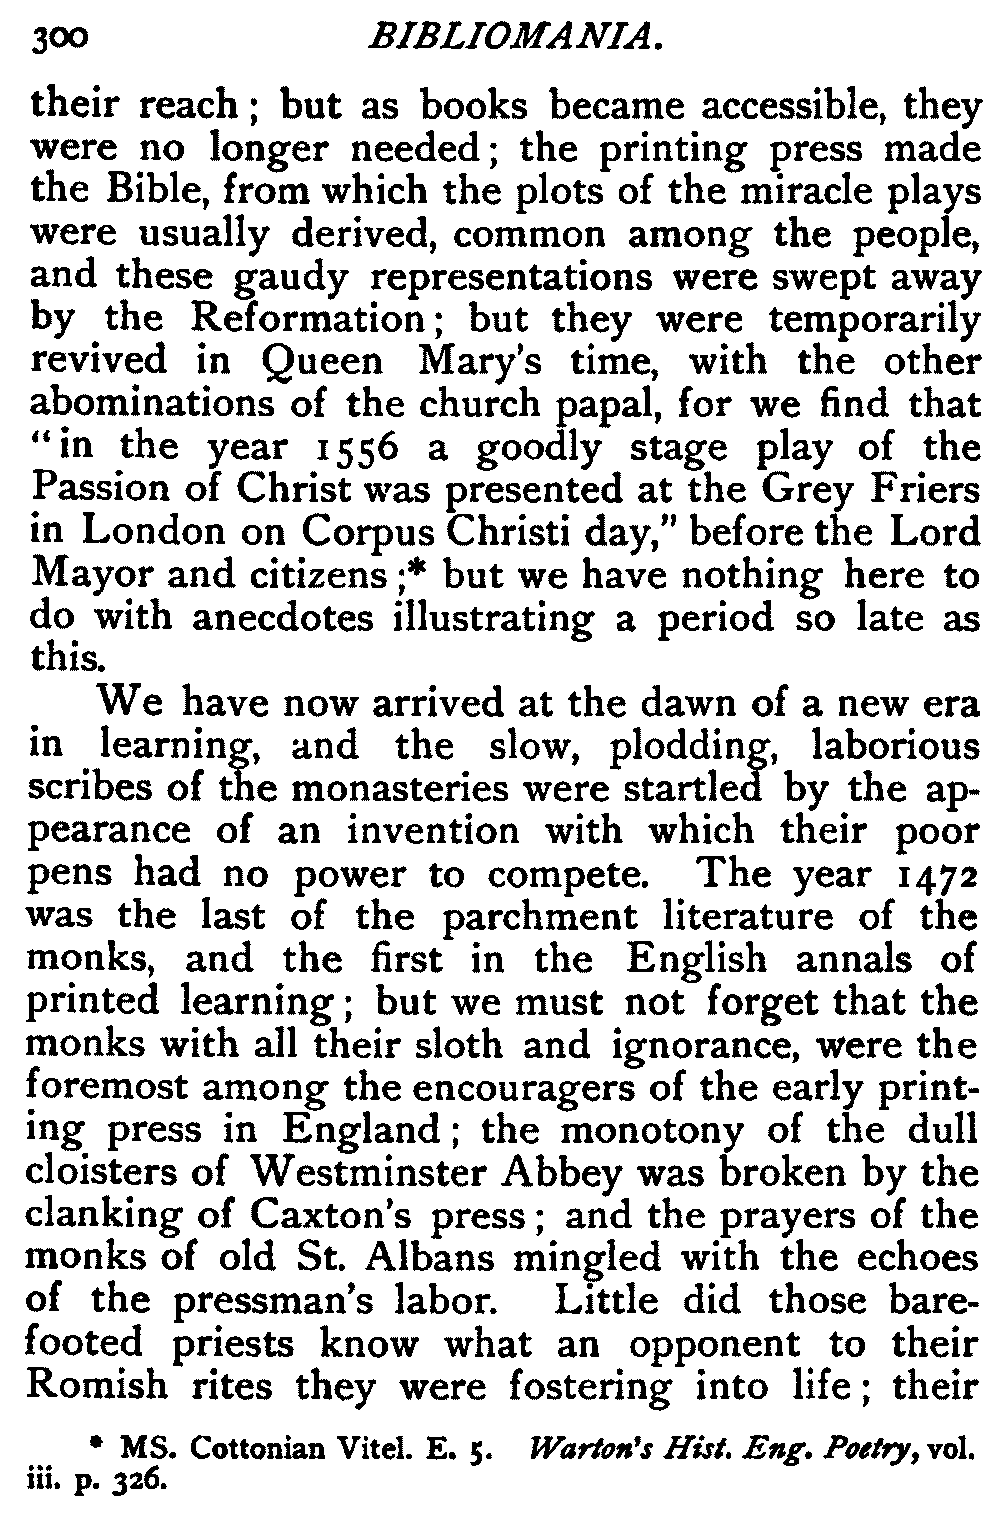 300 BIBLIOMANIA.
their reach; but as books became accessible, they
were no longer needed; the printing press made
the Bible, from which the plots of the miracle plays
were usually derived, common among the people,
and these gaudy representations were swept away
by the Reformation; but they were temporarily
revived in Queen Mary's time, with the other
abominations of the church papal, for we find that
"in the year 1556 a goodly stage play of the
Passion of Christ was presented at the Grey Friers
in London on Corpus Christi day," before the Lord
Mayor and citizens;* but we have nothing here to
do with anecdotes illustrating a period so late as
this.
We have now arrived at the dawn of a new era
in learning, and the slow, plodding, laborious
scribes of the monasteries were startled by the ap-
pearance of an invention with which their poor
pens had no power to compete. The year 1472
was the last of the parchment literature of the
monks, and the first in the English annals of
printed learning; but we must not forget that the
monks with all their sloth and ignorance, were the
foremost among the encouragers of the early print-
ing press in England; the monotony of the dull
cloisters of Westminster Abbey was broken by the
clanking of Caxton's press; and the prayers of the
monks of old St. Albans mingled with the echoes
of the pressman's labor. Little did those bare-
footed priests know what an opponent to their
Romish rites they were fostering into life; their
* MS. Cottonian Vitel. E. 5. Warton's Hist. Eng. Poetry, vol.
iii. p. 326.